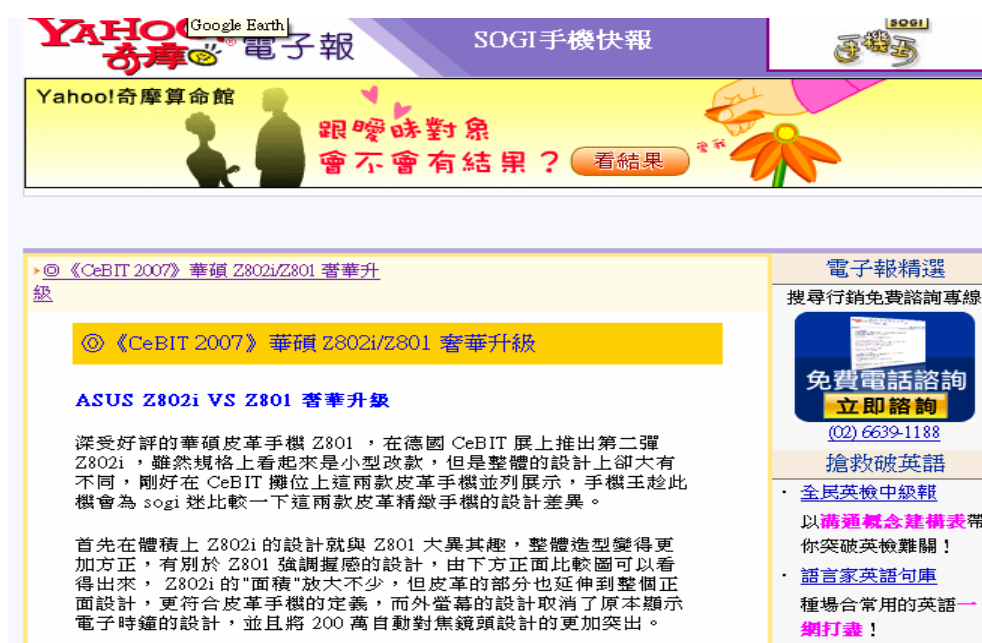 YAHOO!
奇摩
Google Earth
電子報
SOGI手機快報
SOGI
手機王
Yahoo!奇摩算命館
跟曖昧對象
會不會有結果？
看結果
愛我
◎《CeBIT 2007》華碩 Z802i/Z801 奢華升
級
◎《CeBIT 2007》華碩 Z802i/Z801 奢華升級
ASUS Z802i VS Z801 奢華升級
深受好評的華碩皮革手機 Z801 ，在德國 CeBIT 展上推出第二彈
Z802i ，雖然規格上看起來是小型改款，但是整體的設計上卻大有
不同，剛好在 CeBIT 攤位上這兩款皮革手機並列展示，手機王趁此
機會為 sogi 迷比較一下這兩款皮革精緻手機的設計差異。
首先在體積上 Z802i 的設計就與 Z801 大異其趣，整體造型變得更
加方正，有別於 Z801 強調握感的設計，由下方正面比較圖可以看
得出來， Z802i 的"面積"放大不少，但皮革的部分也延伸到整個正
面設計，更符合皮革手機的定義，而外螢幕的設計取消了原本顯示
電子時鐘的設計，並且將 200 萬自動對焦鏡頭設計的更加突出。
電子報精選
搜尋行銷免費諮詢專線
免費電話諮詢
立即諮詢
(02) 6639-1188
搶救破英語
· 全民英檢中級報
以溝通概念建構表帶
你突破英檢難關！
· 語言家英語句庫
種場合常用的英語一
網打盡！